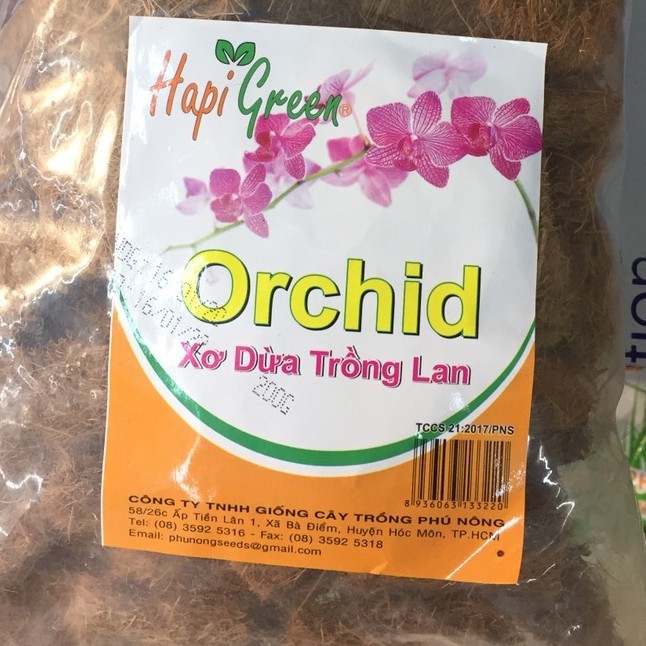 Hapi Green®
Orchid
Xơ Dừa Trồng Lan
200G
TCCS 21:2017/PNS
8 936063 133220
CÔNG TY TNHH GIỐNG CÂY TRỒNG PHÚ NÔNG
58/26c Ấp Tiền Lân 1, Xã Bà Điểm, Huyện Hóc Môn, TP.HCM
Tel: (08) 3592 5316 - Fax: (08) 3592 5318
Email: phunongseeds@gmail.com
tion